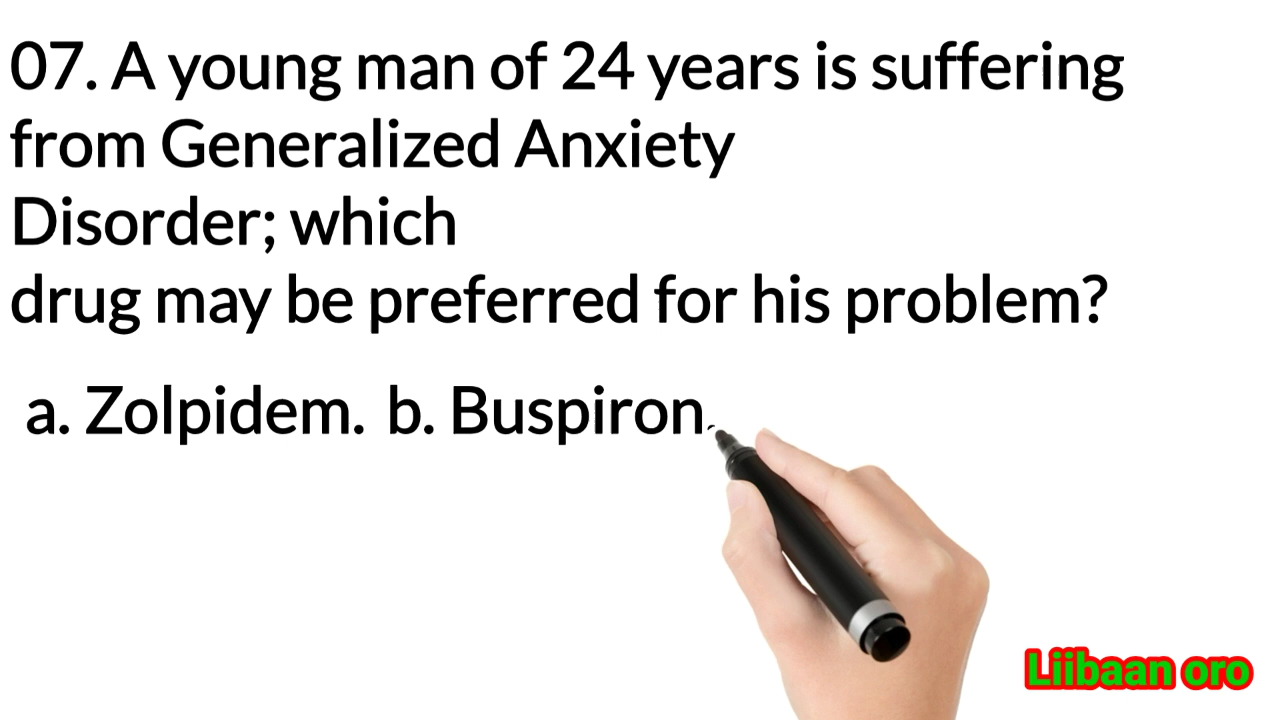 07. A young man of 24 years is suffering
from Generalized Anxiety
Disorder; which
drug may be preferred for his problem?
a. Zolpidem. b. Buspiron
Liibaan oro